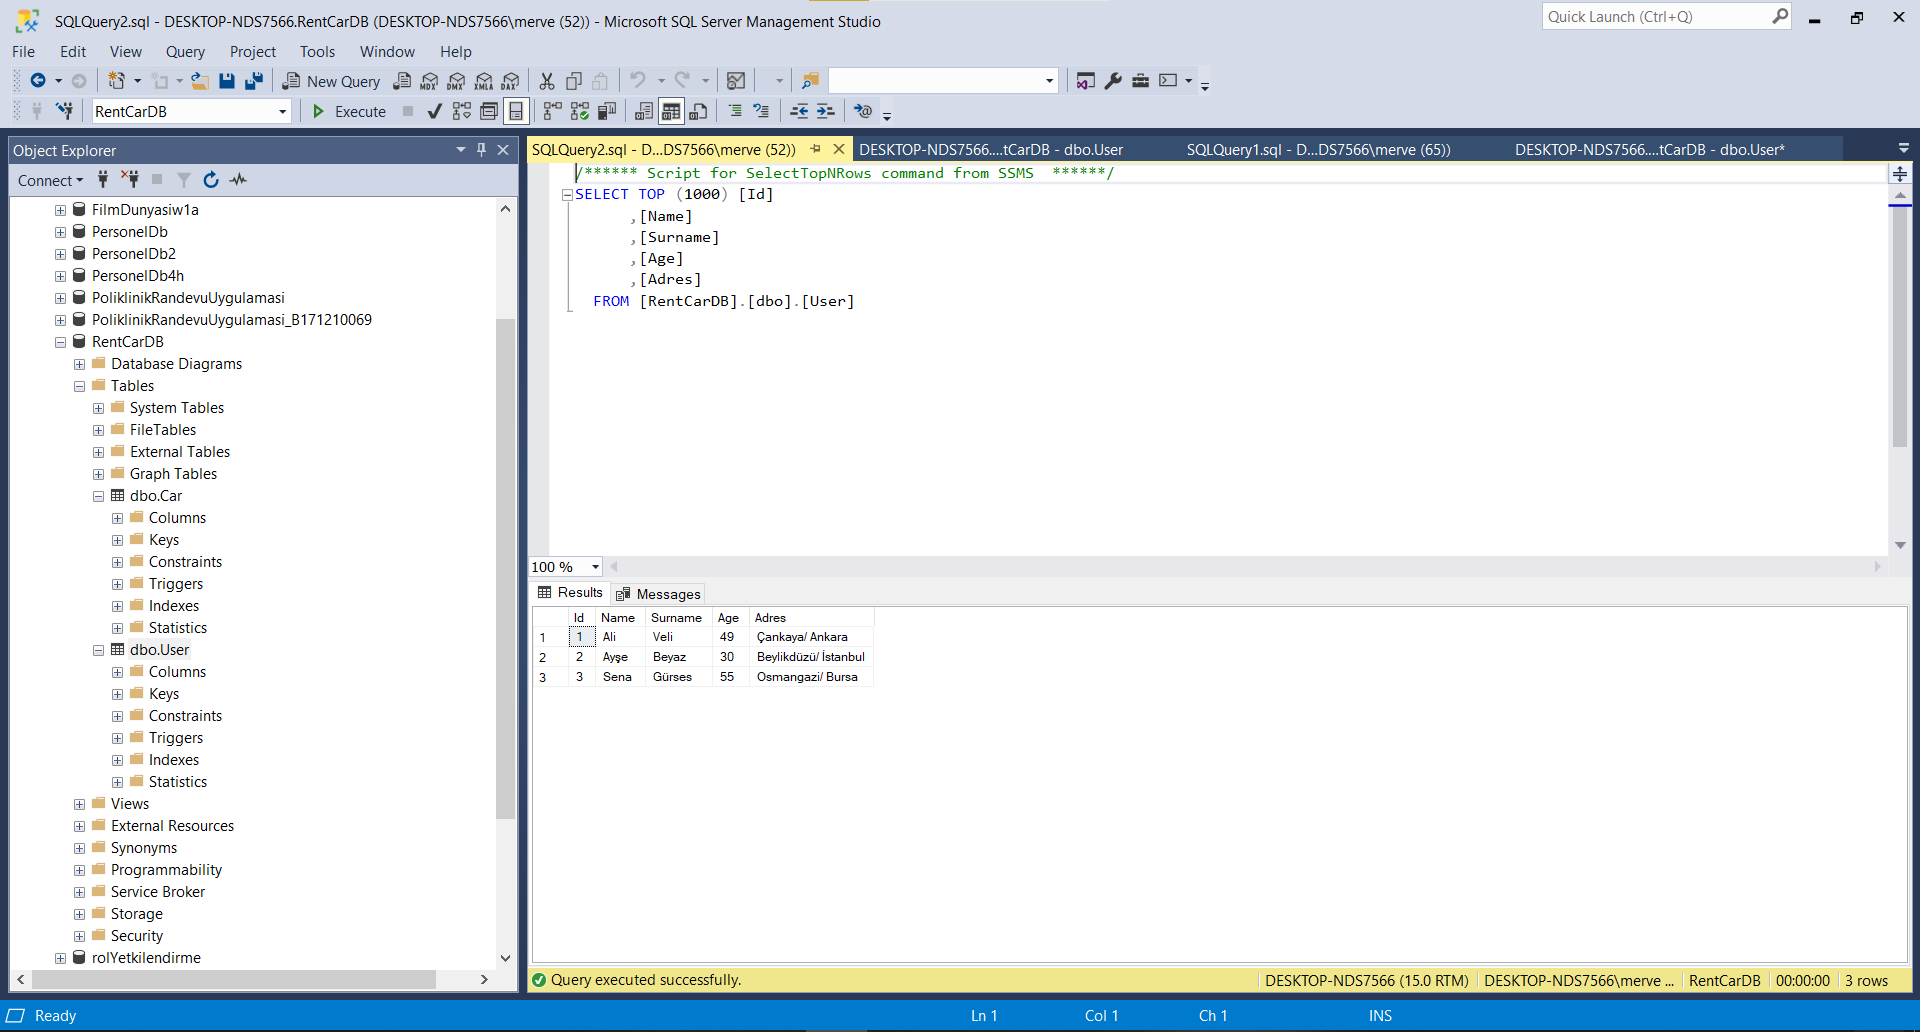 SQLQuery2.sql - DESKTOP-NDS7566.RentCarDB (DESKTOP-NDS7566\merve (52)) - Microsoft SQL Server Management Studio
Quick Launch (Ctrl+Q)
File Edit View Query Project Tools Window Help
New Query MDX DMX XMLA DAX
RentCarDB Execute
Object Explorer
Connect
FilmDunyasiw1a
PersonelDb
PersonelDb2
PersonelDb4h
PoliklinikRandevuUygulamasi
PoliklinikRandevuUygulamasi_B171210069
RentCarDB
Database Diagrams
Tables
System Tables
FileTables
External Tables
Graph Tables
dbo.Car
Columns
Keys
Constraints
Triggers
Indexes
Statistics
dbo.User
Columns
Keys
Constraints
Triggers
Indexes
Statistics
Views
External Resources
Synonyms
Programmability
Service Broker
Storage
Security
rolYetkilendirme
SQLQuery2.sql - D...DS7566\merve (52)) DESKTOP-NDS7566....tCarDB - dbo.User SQLQuery1.sql - D...DS7566\merve (65)) DESKTOP-NDS7566....tCarDB - dbo.User*
/****** Script for SelectTopNRows command from SSMS  ******/
SELECT TOP (1000) [Id]
,[Name]
,[Surname]
,[Age]
,[Adres]
FROM [RentCarDB].[dbo].[User]
100 %
Results Messages
Id Name Surname Age Adres
1 1 Ali Veli 49 Çankaya/ Ankara
2 2 Ayşe Beyaz 30 Beylikdüzü/ İstanbul
3 3 Sena Gürses 55 Osmangazi/ Bursa
Query executed successfully. DESKTOP-NDS7566 (15.0 RTM) DESKTOP-NDS7566\merve ... RentCarDB 00:00:00 3 rows
Ready Ln 1 Col 1 Ch 1 INS